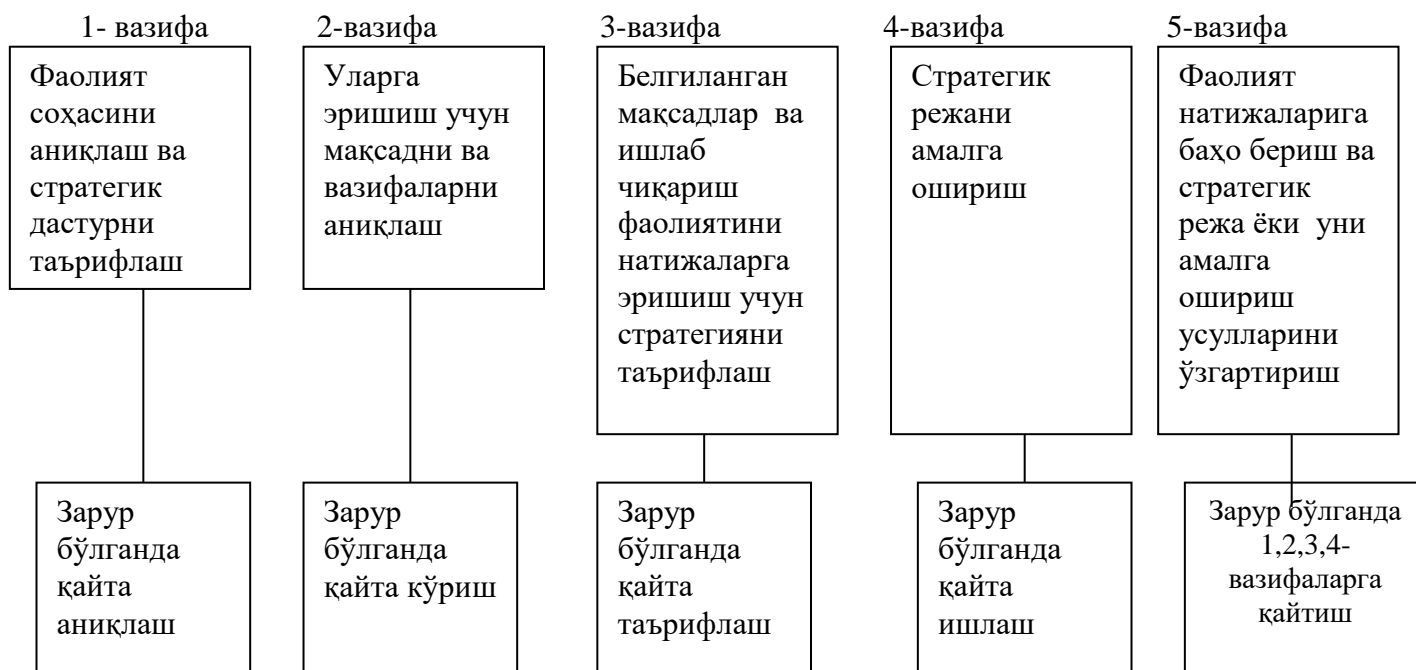 1- вазифа
2-вазифа
3-вазифа
4-вазифа
5-вазифа
Фаолият
соҳасини
аниқлаш ва
стратегик
дастурни
таърифлаш
Уларга
эришиш учун
мақсадни ва
вазифаларни
аниқлаш
Белгиланган
мақсадлар ва
ишлаб
чиқариш
фаолиятини
натижаларга
эришиш учун
стратегияни
таърифлаш
Стратегик
режани
амалга
ошириш
Фаолият
натижаларига
баҳо бериш ва
стратегик
режа ёки уни
амалга
ошириш
усулларини
ўзгартириш
Зарур
бўлганда
қайта
аниқлаш
Зарур
бўлганда
қайта кўриш
Зарур
бўлганда
қайта
таърифлаш
Зарур
бўлганда
қайта
ишлаш
Зарур бўлганда
1,2,3,4-
вазифаларга
қайтиш